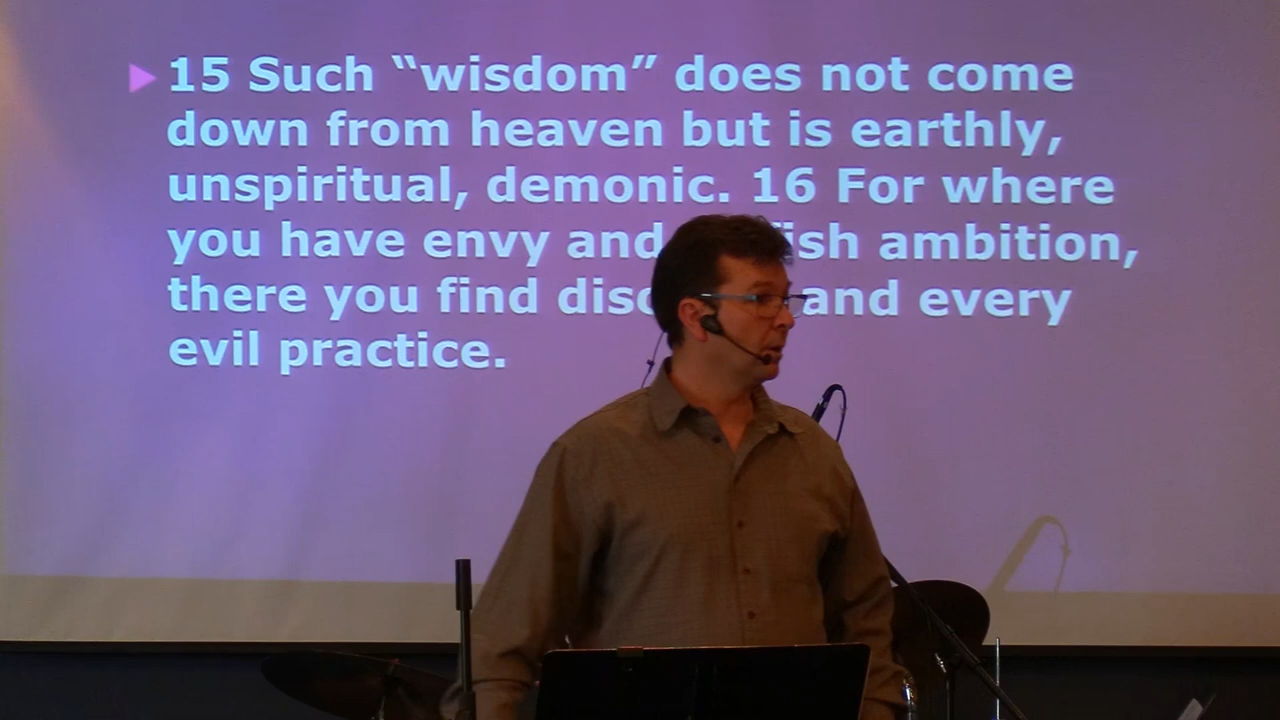 15 Such “wisdom” does not come
down from heaven but is earthly,
unspiritual, demonic. 16 For where
you have envy and ambition,
there you find and every
evil practice.